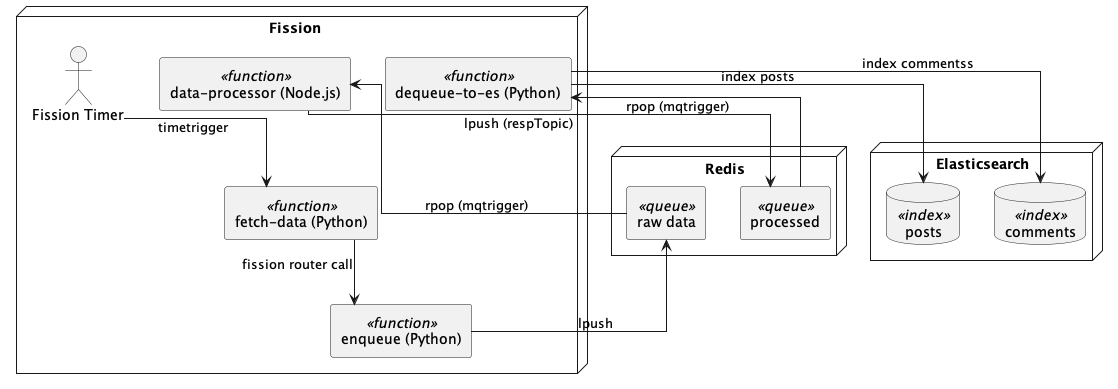 Fission
«function»
data-processor (Node.js)
«function»
dequeue-to-es (Python)
index commentss
index posts
rpop (mqtrigger)
lpush (respTopic)
Fission Timer
timetrigger
Redis
Elasticsearch
«function»
fetch-data (Python)
rpop (mqtrigger)
«queue»
raw data
«queue»
processed
«index»
posts
«index»
comments
fission router call
«function»
enqueue (Python)
lpush